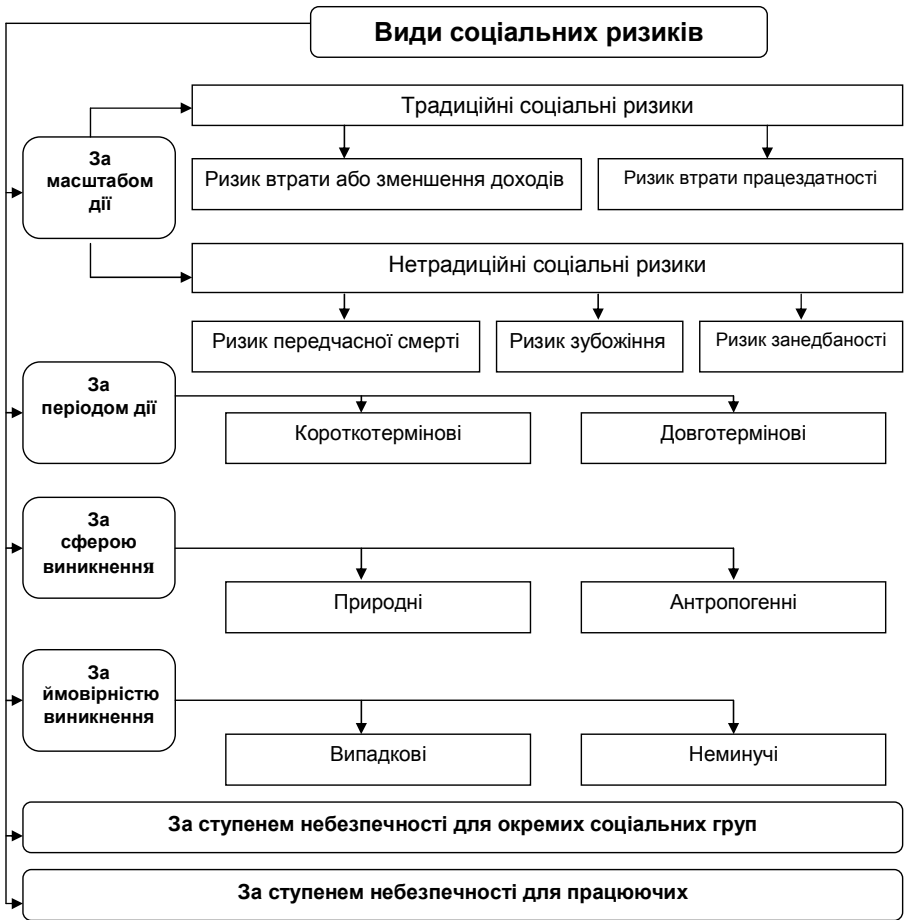 Види соціальних ризиків
Традиційні соціальні ризики
За
масштабом
дії
Ризик втрати або зменшення доходів
Ризик втрати працездатності
Нетрадиційні соціальні ризики
Ризик передчасної смерті
Ризик зубожіння
Ризик занедбаності
За
періодом дії
Короткотермінові
Довготермінові
За
сферою
виникнення
Природні
Антропогенні
За
ймовірністю
виникнення
Випадкові
Неминучі
За ступенем небезпечності для окремих соціальних груп
За ступенем небезпечності для працюючих